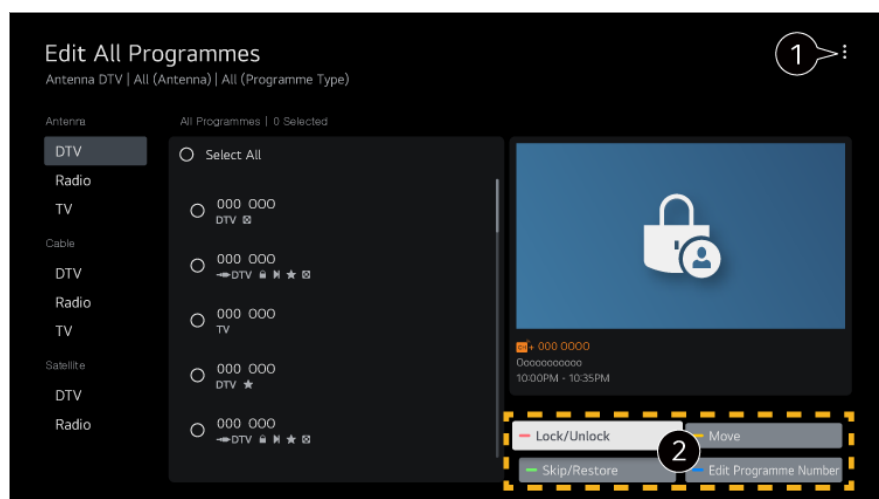 Edit All Programmes
Antenna DTV | All (Antenna) | All (Programme Type)
1
Antenna
DTV
Radio
TV
Cable
DTV
Radio
TV
Satellite
DTV
Radio
All Programmes | 0 Selected
Select All
000 000
DTV
000 000
DTV
000 000
TV
000 000
DTV
000 000
DTV
+ 000 0000
Oooooooooooo
10:00PM - 10:35PM
Lock/Unlock
Move
2
Skip/Restore
Edit Programme Number